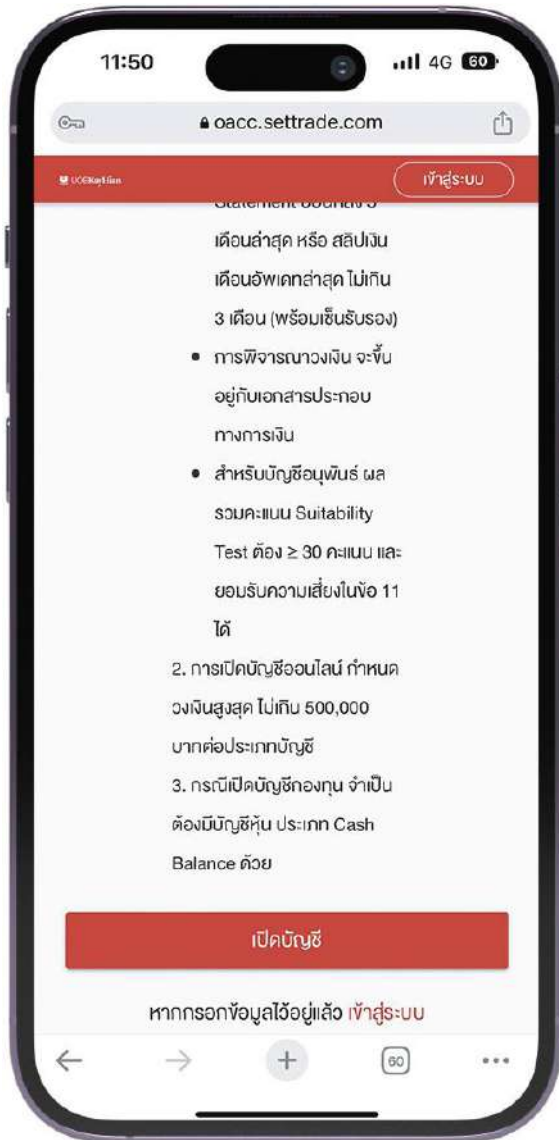 11:50
4G 60
oacc.settrade.com
UOBKayHian
เข้าสู่ระบบ
Statement ย้อนหลัง 3
เดือนล่าสุด หรือ สลิปเงิน
เดือนอัพเดทล่าสุด ไม่เกิน
3 เดือน (พร้อมเซ็นรับรอง)
• การพิจารณาวงเงิน จะขึ้น
อยู่กับเอกสารประกอบ
ทางการเงิน
• สำหรับบัญชีอนุพันธ์ ผล
รวมคะแนน Suitability
Test ต้อง ≥ 30 คะแนน และ
ยอมรับความเสี่ยงในข้อ 11
ได้
2. การเปิดบัญชีออนไลน์ กำหนด
วงเงินสูงสุด ไม่เกิน 500,000
บาทต่อประเภทบัญชี
3. กรณีเปิดบัญชีกองทุน จำเป็น
ต้องมีบัญชีหุ้น ประเภท Cash
Balance ด้วย
เปิดบัญชี
หากกรอกข้อมูลไว้อยู่แล้ว เข้าสู่ระบบ
60